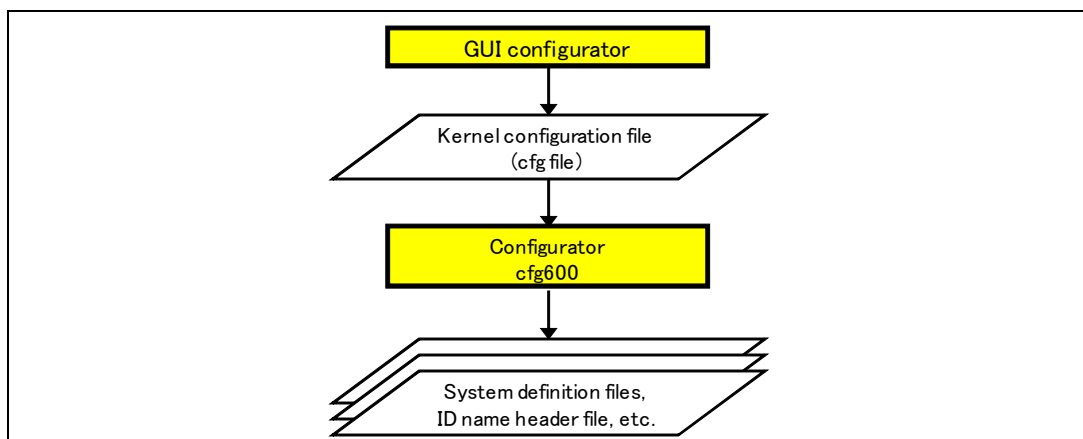 GUI configurator
Kernel configuration file
(cfg file)
Configurator
cfg600
System definition files,
ID name header file, etc.